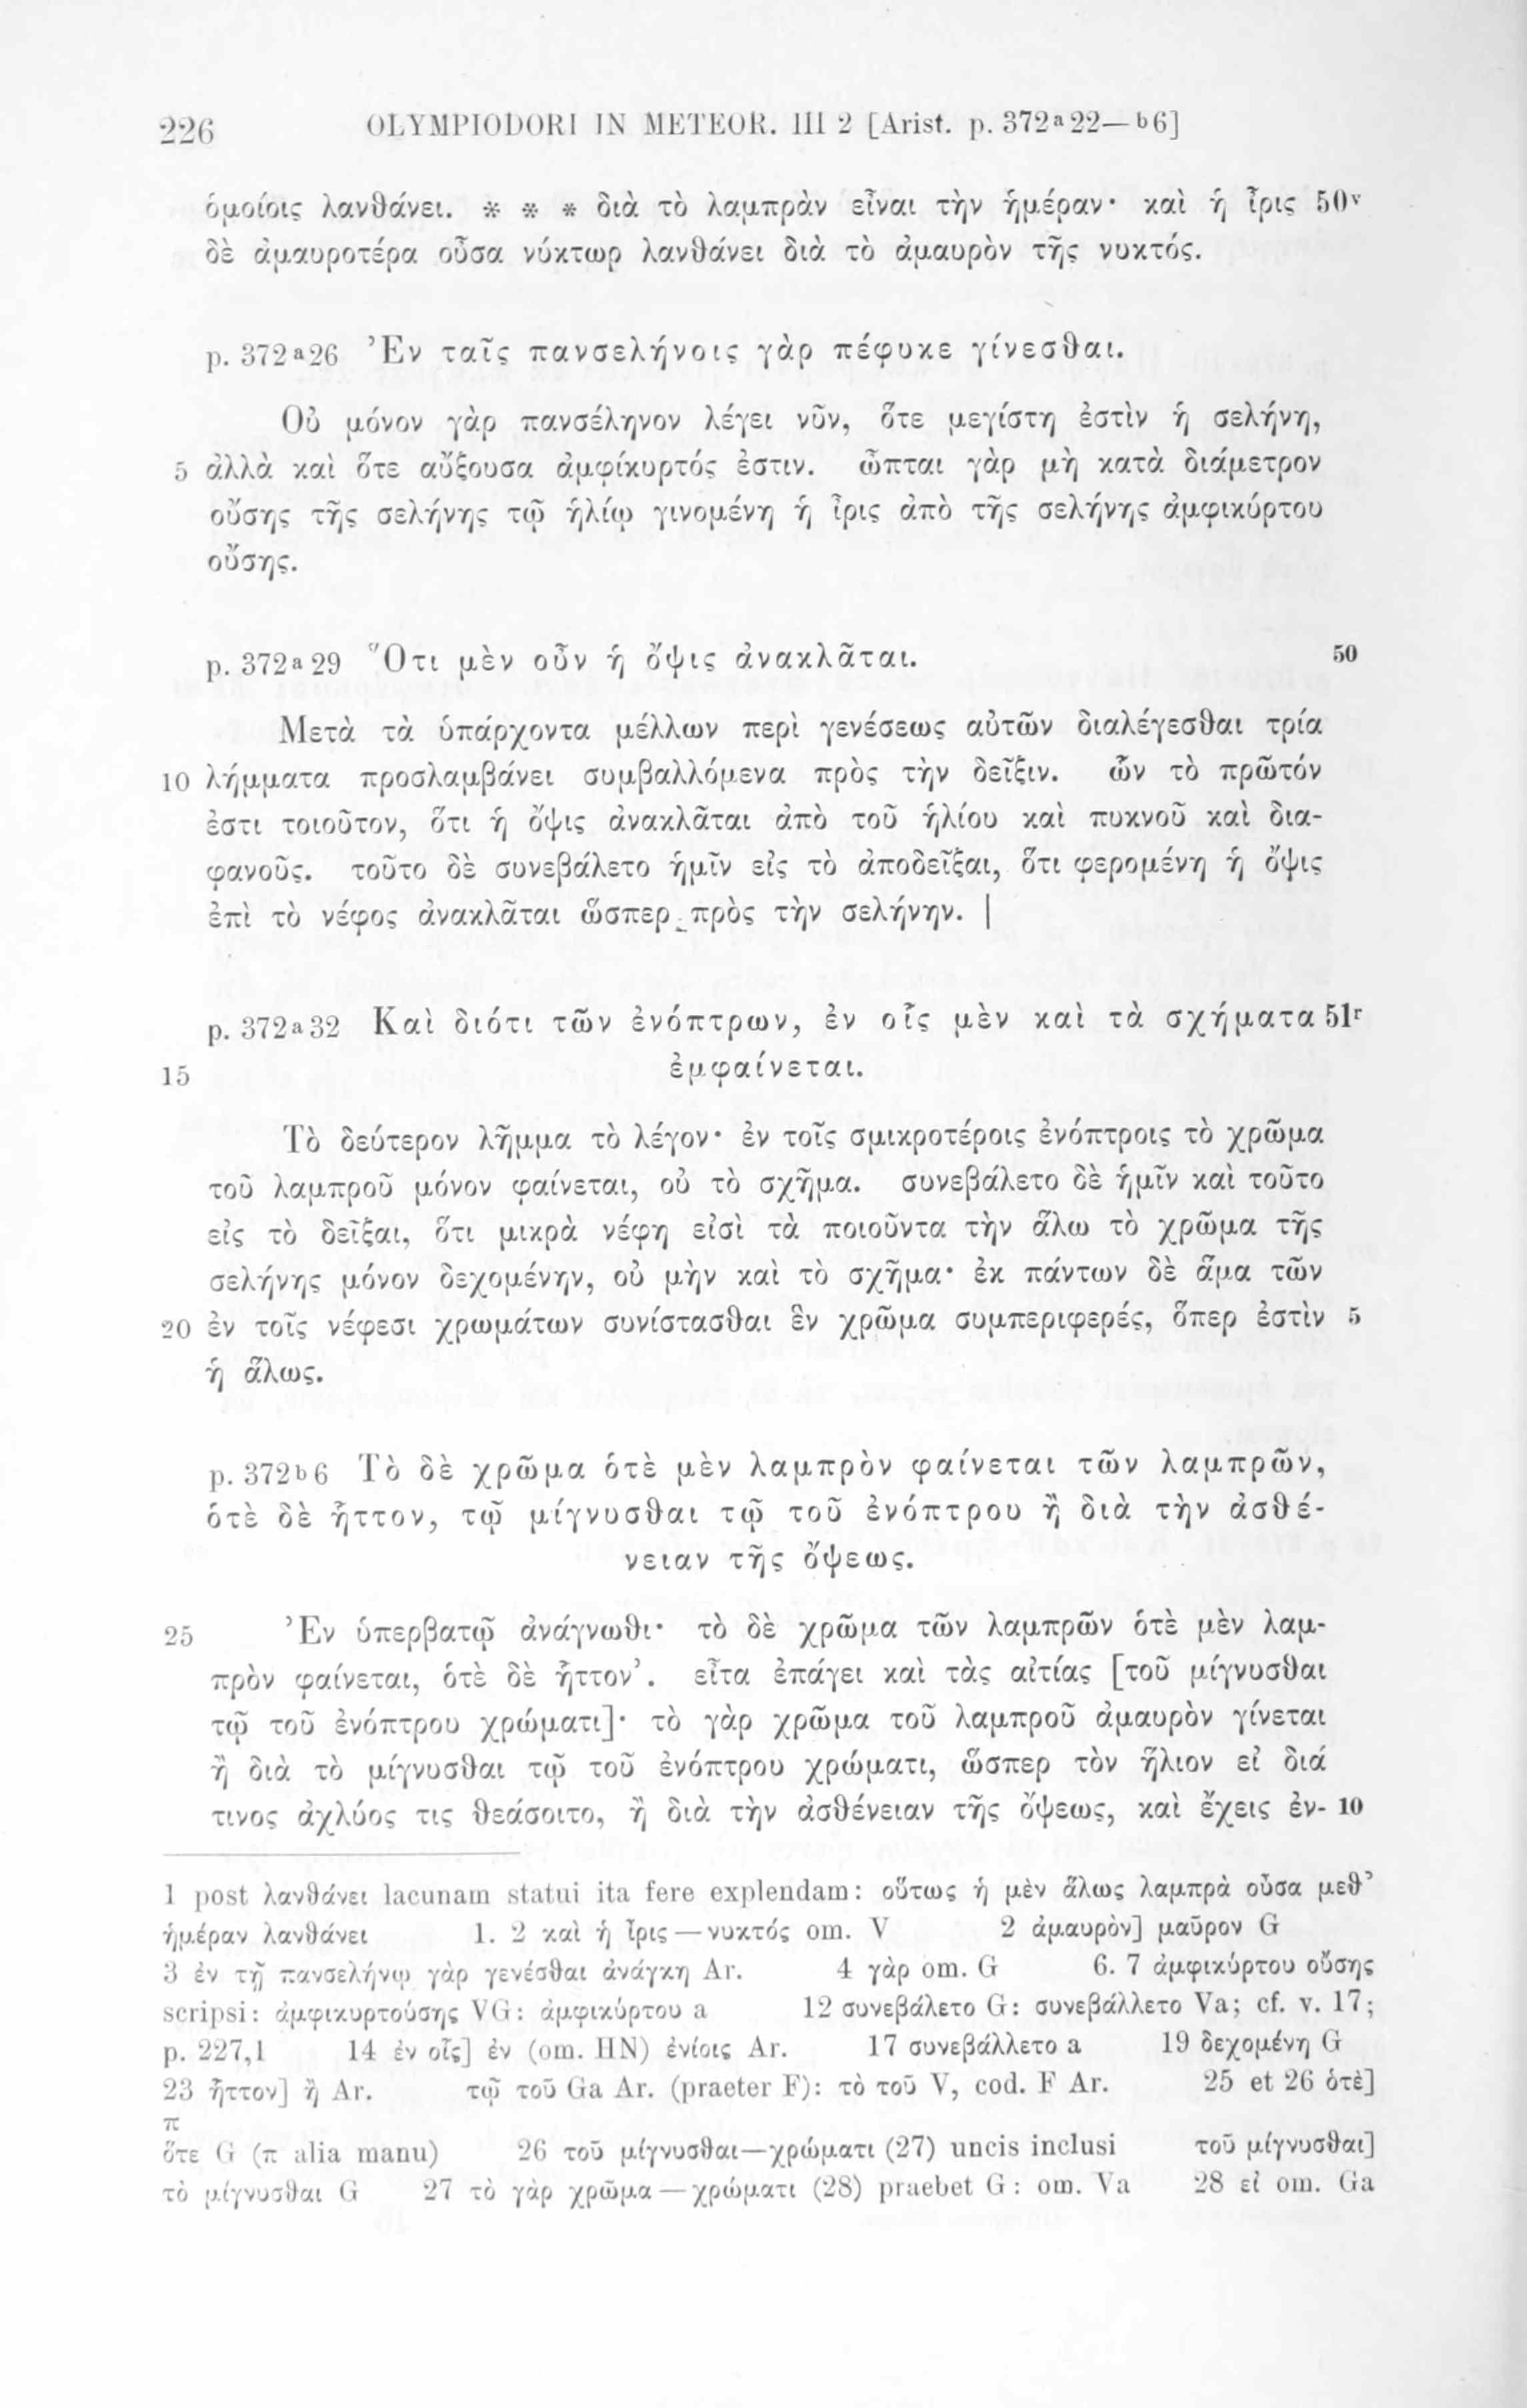 226 OLYMPIODORI IN METEOR. III 2 [Arist. p. 372ᵃ22—ᵇ6]
ὁμοίοις λανθάνει. * * * διὰ τὸ λαμπρὰν εἶναι τὴν ἡμέραν· καὶ ἡ ἶρις 50ᵛ
δὲ ἀμαυροτέρα οὖσα νύκτωρ λανθάνει διὰ τὸ ἀμαυρὸν τῆς νυκτός.
p. 372ᵃ26 Ἐν ταῖς πανσελήνοις γὰρ πέφυκε γίνεσθαι.
Οὐ μόνον γὰρ πανσέληνον λέγει νῦν, ὅτε μεγίστη ἐστὶν ἡ σελήνη,
5 ἀλλὰ καὶ ὅτε αὔξουσα ἀμφίκυρτός ἐστιν. ὦπται γὰρ μὴ κατὰ διάμετρον
οὔσης τῆς σελήνης τῷ ἡλίῳ γινομένη ἡ ἶρις ἀπὸ τῆς σελήνης ἀμφικύρτου
οὔσης.
p. 372ᵃ29 Ὅτι μὲν οὖν ἡ ὄψις ἀνακλᾶται. 50
Μετὰ τὰ ὑπάρχοντα μέλλων περὶ γενέσεως αὐτῶν διαλέγεσθαι τρία
10 λήμματα προσλαμβάνει συμβαλλόμενα πρὸς τὴν δεῖξιν. ὧν τὸ πρῶτόν
ἐστι τοιοῦτον, ὅτι ἡ ὄψις ἀνακλᾶται ἀπὸ τοῦ ἡλίου καὶ πυκνοῦ καὶ δια-
φανοῦς. τοῦτο δὲ συνεβάλετο ἡμῖν εἰς τὸ ἀποδεῖξαι, ὅτι φερομένη ἡ ὄψις
ἐπὶ τὸ νέφος ἀνακλᾶται ὥσπερ πρὸς τὴν σελήνην. |
p. 372ᵃ32 Καὶ διότι τῶν ἐνόπτρων, ἐν οἷς μὲν καὶ τὰ σχήματα 51ʳ
15 ἐμφαίνεται.
Τὸ δεύτερον λῆμμα τὸ λέγον· ἐν τοῖς σμικροτέροις ἐνόπτροις τὸ χρῶμα
τοῦ λαμπροῦ μόνον φαίνεται, οὐ τὸ σχῆμα. συνεβάλετο δὲ ἡμῖν καὶ τοῦτο
εἰς τὸ δεῖξαι, ὅτι μικρὰ νέφη εἰσὶ τὰ ποιοῦντα τὴν ἅλω τὸ χρῶμα τῆς
σελήνης μόνον δεχομένην, οὐ μὴν καὶ τὸ σχῆμα· ἐκ πάντων δὲ ἅμα τῶν
20 ἐν τοῖς νέφεσι χρωμάτων συνίστασθαι ἓν χρῶμα συμπεριφερές, ὅπερ ἐστὶν 5
ἡ ἅλως.
p. 372ᵇ6 Τὸ δὲ χρῶμα ὁτὲ μὲν λαμπρὸν φαίνεται τῶν λαμπρῶν,
ὁτὲ δὲ ἧττον, τῷ μίγνυσθαι τῷ τοῦ ἐνόπτρου ἢ διὰ τὴν ἀσθέ-
νειαν τῆς ὄψεως.
25 Ἐν ὑπερβατῷ ἀνάγνωθι· τὸ δὲ χρῶμα τῶν λαμπρῶν ὁτὲ μὲν λαμ-
πρὸν φαίνεται, ὁτὲ δὲ ἧττον’. εἶτα ἐπάγει καὶ τὰς αἰτίας [τοῦ μίγνυσθαι
τῷ τοῦ ἐνόπτρου χρώματι]· τὸ γὰρ χρῶμα τοῦ λαμπροῦ ἀμαυρὸν γίνεται
ἢ διὰ τὸ μίγνυσθαι τῷ τοῦ ἐνόπτρου χρώματι, ὥσπερ τὸν ἥλιον εἰ διά
τινος ἀχλύος τις θεάσοιτο, ἢ διὰ τὴν ἀσθένειαν τῆς ὄψεως, καὶ ἔχεις ἐν- 10
1 post λανθάνει lacunam statui ita fere explendam: οὕτως ἡ μὲν ἅλως λαμπρὰ οὖσα μεθ’
ἡμέραν λανθάνει 1. 2 καὶ ἡ ἶρις — νυκτός om. V 2 ἀμαυρὸν] μαῦρον G
3 ἐν τῇ πανσελήνῳ γὰρ γενέσθαι ἀνάγκη Ar. 4 γὰρ om. G 6. 7 ἀμφικύρτου οὔσης
scripsi: ἀμφικυρτούσης VG: ἀμφικύρτου a 12 συνεβάλετο G: συνεβάλλετο Va; cf. v. 17;
p. 227,1 14 ἐν οἷς] ἐν (om. HN) ἐνίοις Ar. 17 συνεβάλλετο a 19 δεχομένη G
23 ἧττον] ἢ Ar. τῷ τοῦ Ga Ar. (praeter F): τὸ τοῦ V, cod. F Ar. 25 et 26 ὁτὲ]
π
ὅτε G (π alia manu) 26 τοῦ μίγνυσθαι—χρώματι (27) uncis inclusi τοῦ μίγνυσθαι]
τὸ μίγνυσθαι G 27 τὸ γὰρ χρῶμα — χρώματι (28) praebet G: om. Va 28 εἰ om. Ga